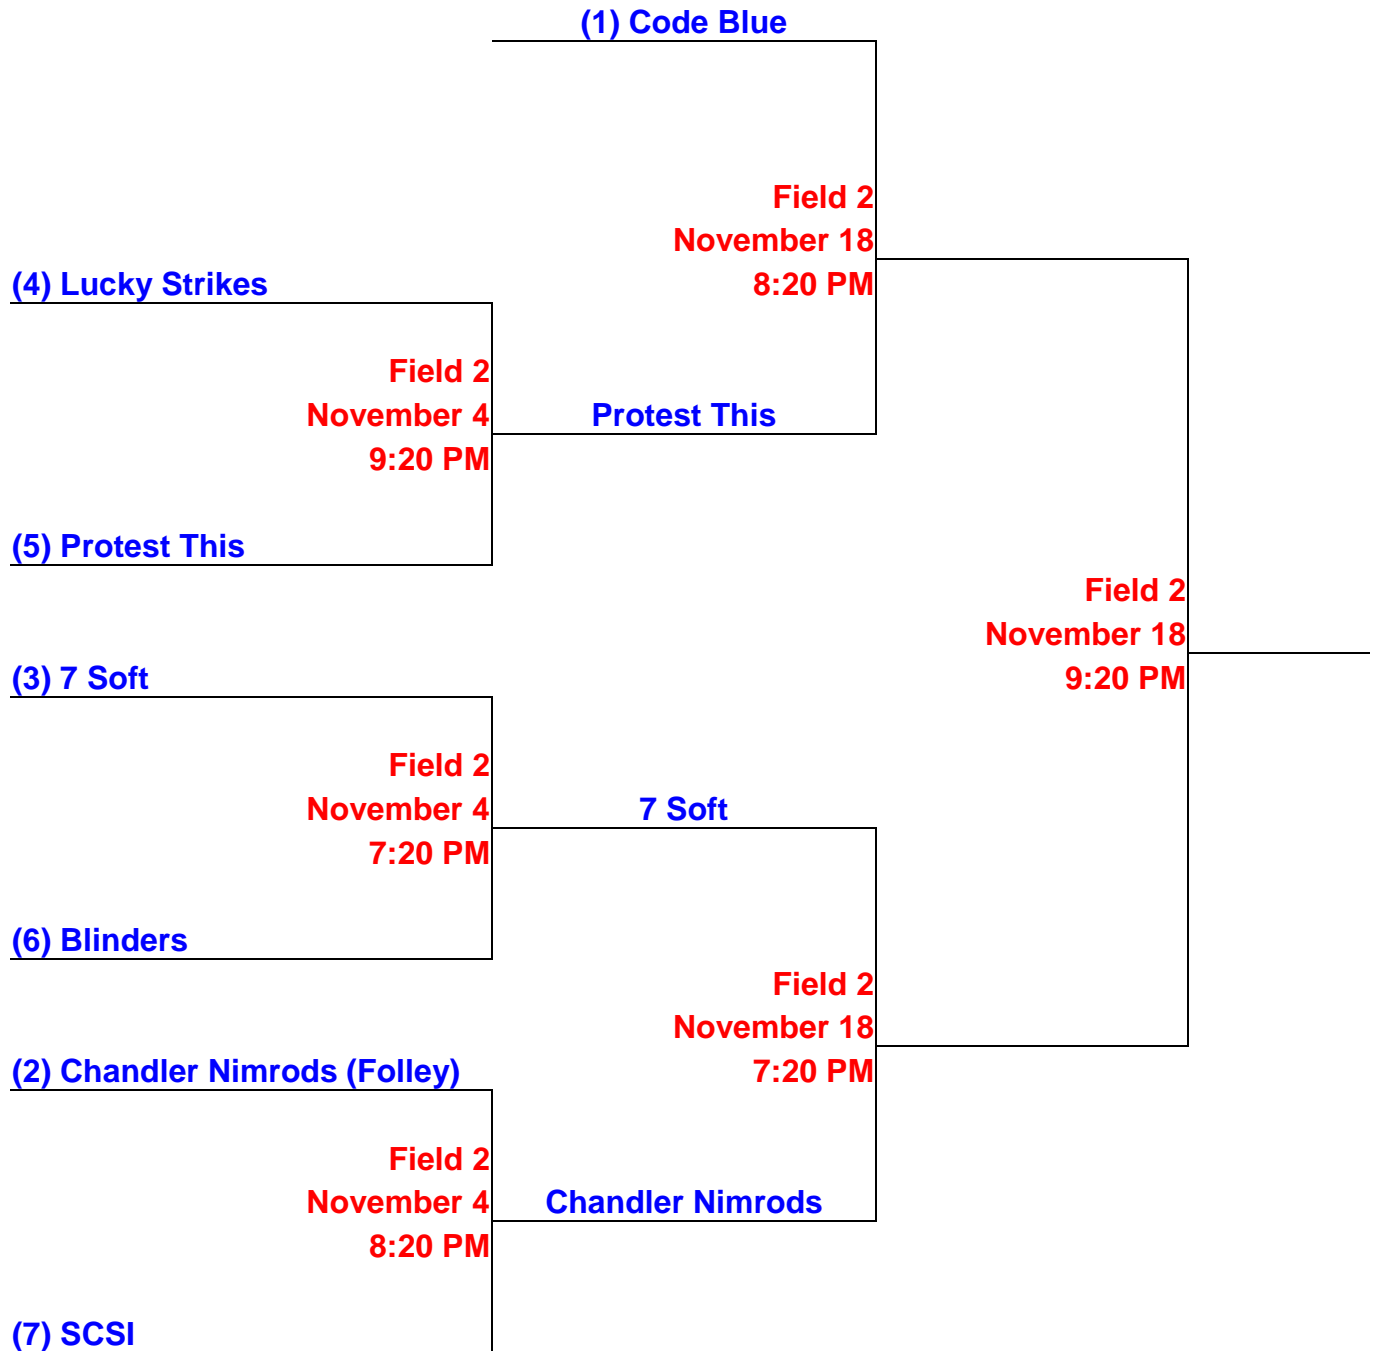 (1) Code Blue
Field 2
November 18
8:20 PM
(4) Lucky Strikes
Field 2
November 4
9:20 PM
Protest This
(5) Protest This
Field 2
November 18
9:20 PM
(3) 7 Soft
Field 2
November 4
7:20 PM
7 Soft
(6) Blinders
Field 2
November 18
7:20 PM
(2) Chandler Nimrods (Folley)
Field 2
November 4
8:20 PM
Chandler Nimrods
(7) SCSI